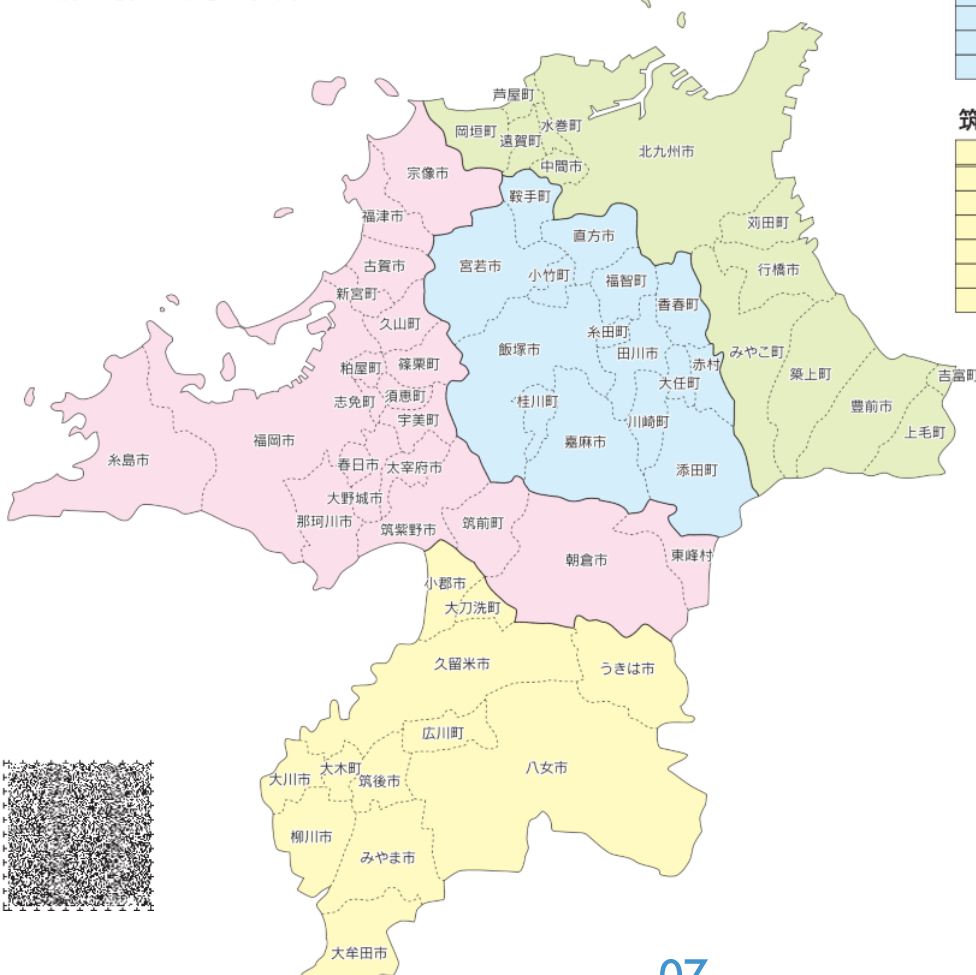 芦屋町
岡垣町
水巻町
遠賀町
北九州市
中間市
宗像市
鞍手町
福津市
苅田町
直方市
古賀市
宮若市
小竹町
行橋市
福智町
新宮町
香春町
久山町
糸田町
飯塚市
田川市
みやこ町
粕屋町
篠栗町
赤村
築上町
吉富町
大任町
志免町
須恵町
桂川町
豊前市
宇美町
川崎町
上毛町
福岡市
嘉麻市
糸島市
春日市
太宰府市
添田町
大野城市
那珂川市
筑紫野市
筑前町
朝倉市
東峰村
小郡市
大刀洗町
久留米市
うきは市
広川町
大川市
大木町
筑後市
八女市
柳川市
みやま市
大牟田市
筑
07